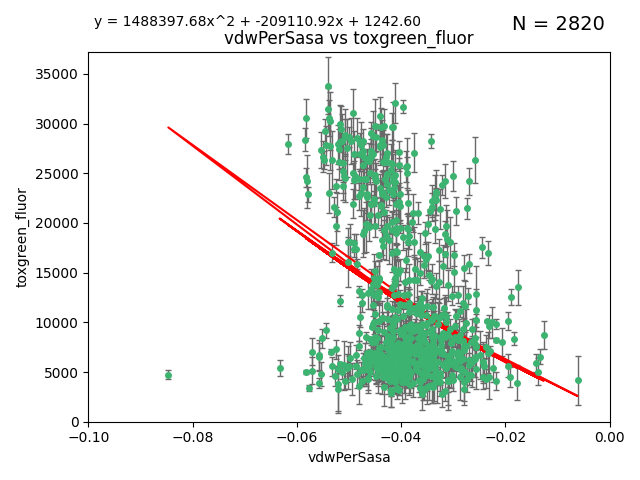 y = 1488397.68x^2 + -209110.92x + 1242.60
N = 2820
vdwPerSasa vs toxgreen_fluor
35000
30000
25000
20000
15000
10000
5000
0
toxgreen_fluor
−0.10 −0.08 −0.06 −0.04 −0.02 0.00
vdwPerSasa